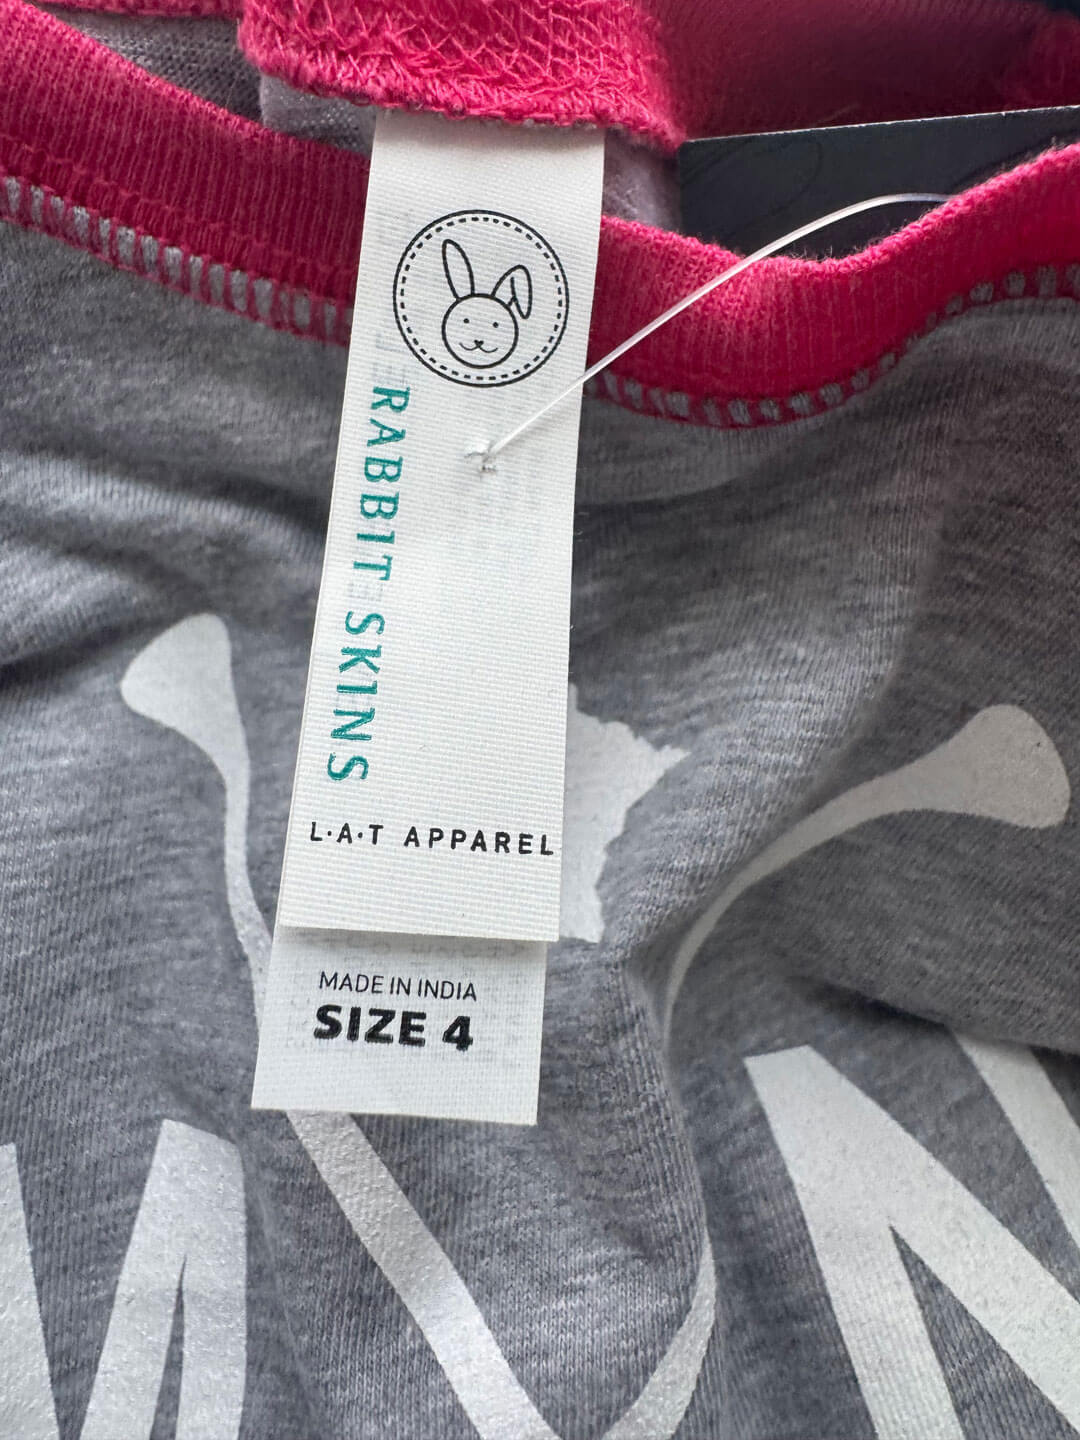 RABBIT SKINS
L·A·T APPAREL
MADE IN INDIA
SIZE 4